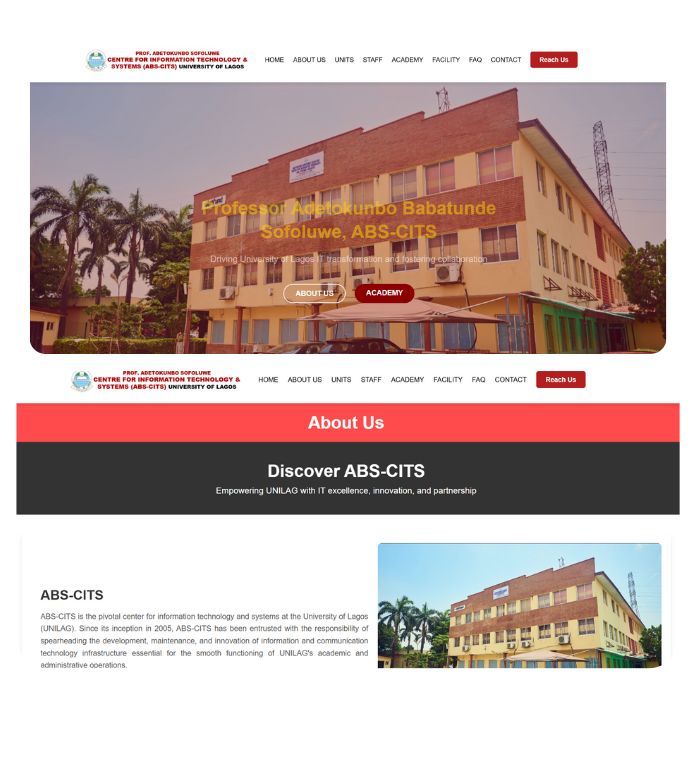 PROF. ADETOKUNBO SOFOLUWE
CENTRE FOR INFORMATION TECHNOLOGY &
SYSTEMS (ABS-CITS) UNIVERSITY OF LAGOS
HOME ABOUT US UNITS STAFF ACADEMY FACILITY FAQ CONTACT Reach Us
Professor Adetokunbo Babatunde
Sofoluwe, ABS-CITS
Driving University of Lagos IT transformation and fostering collaboration
ABOUT US ACADEMY
PROF. ADETOKUNBO SOFOLUWE
CENTRE FOR INFORMATION TECHNOLOGY &
SYSTEMS (ABS-CITS) UNIVERSITY OF LAGOS
HOME ABOUT US UNITS STAFF ACADEMY FACILITY FAQ CONTACT Reach Us
About Us
Discover ABS-CITS
Empowering UNILAG with IT excellence, innovation, and partnership
ABS-CITS
ABS-CITS is the pivotal center for information technology and systems at the University of Lagos
(UNILAG). Since its inception in 2005, ABS-CITS has been entrusted with the responsibility of
spearheading the development, maintenance, and innovation of information and communication
technology infrastructure essential for the smooth functioning of UNILAG's academic and
administrative operations.